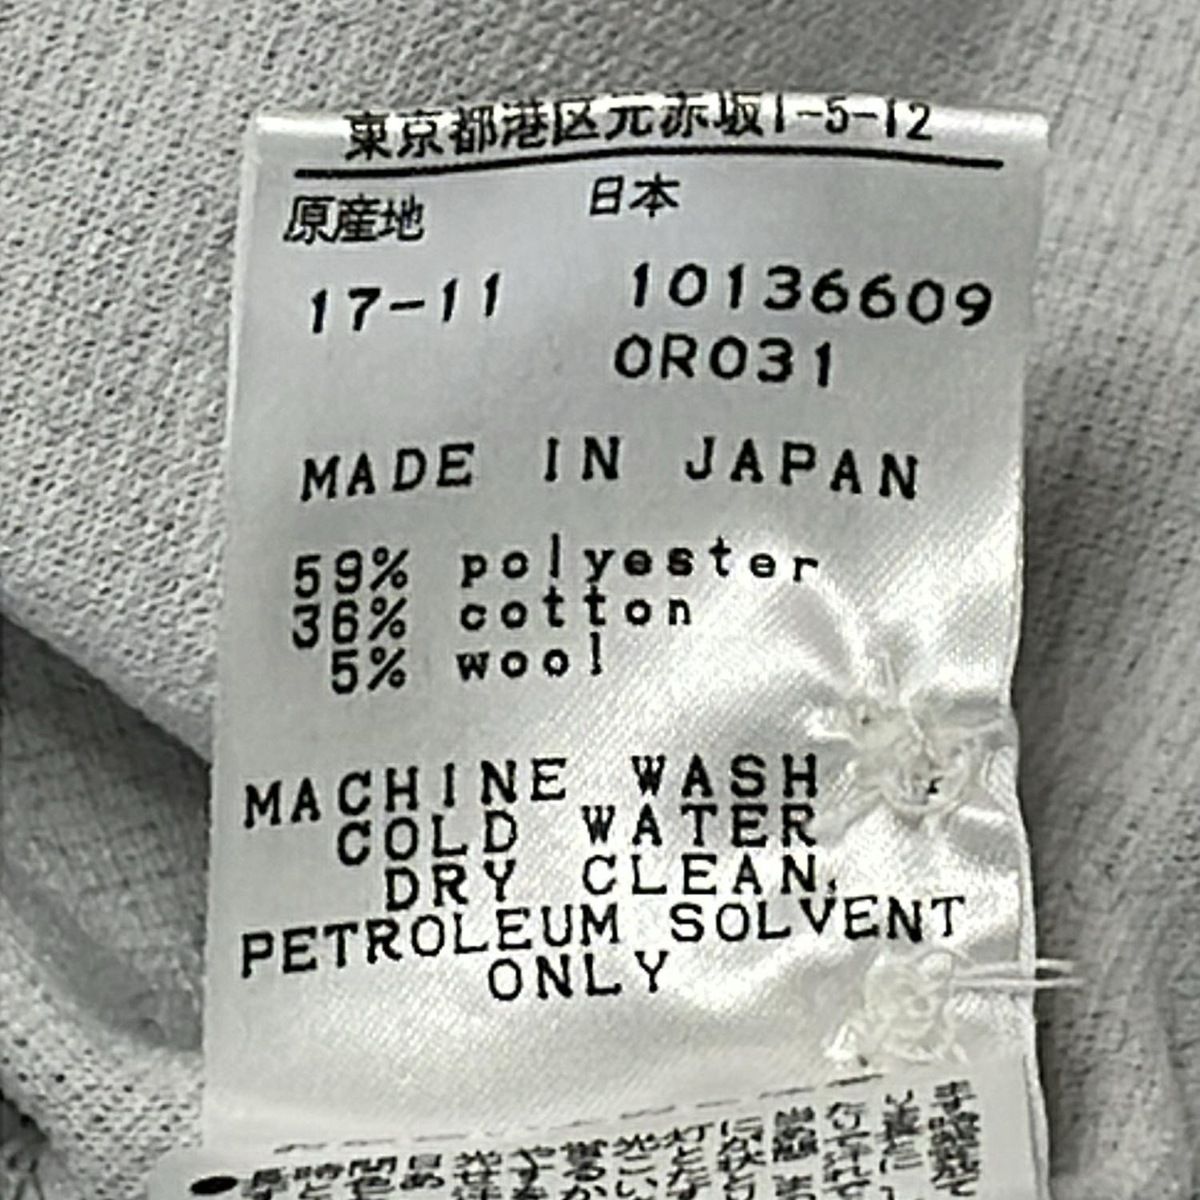 東京都港区元赤坂1-5-12
原産地 日本
17-11 10136609
0R031
MADE IN JAPAN
59% polyester
36% cotton
5% wool
MACHINE WASH
COLD WATER
DRY CLEAN,
PETROLEUM SOLVENT
ONLY